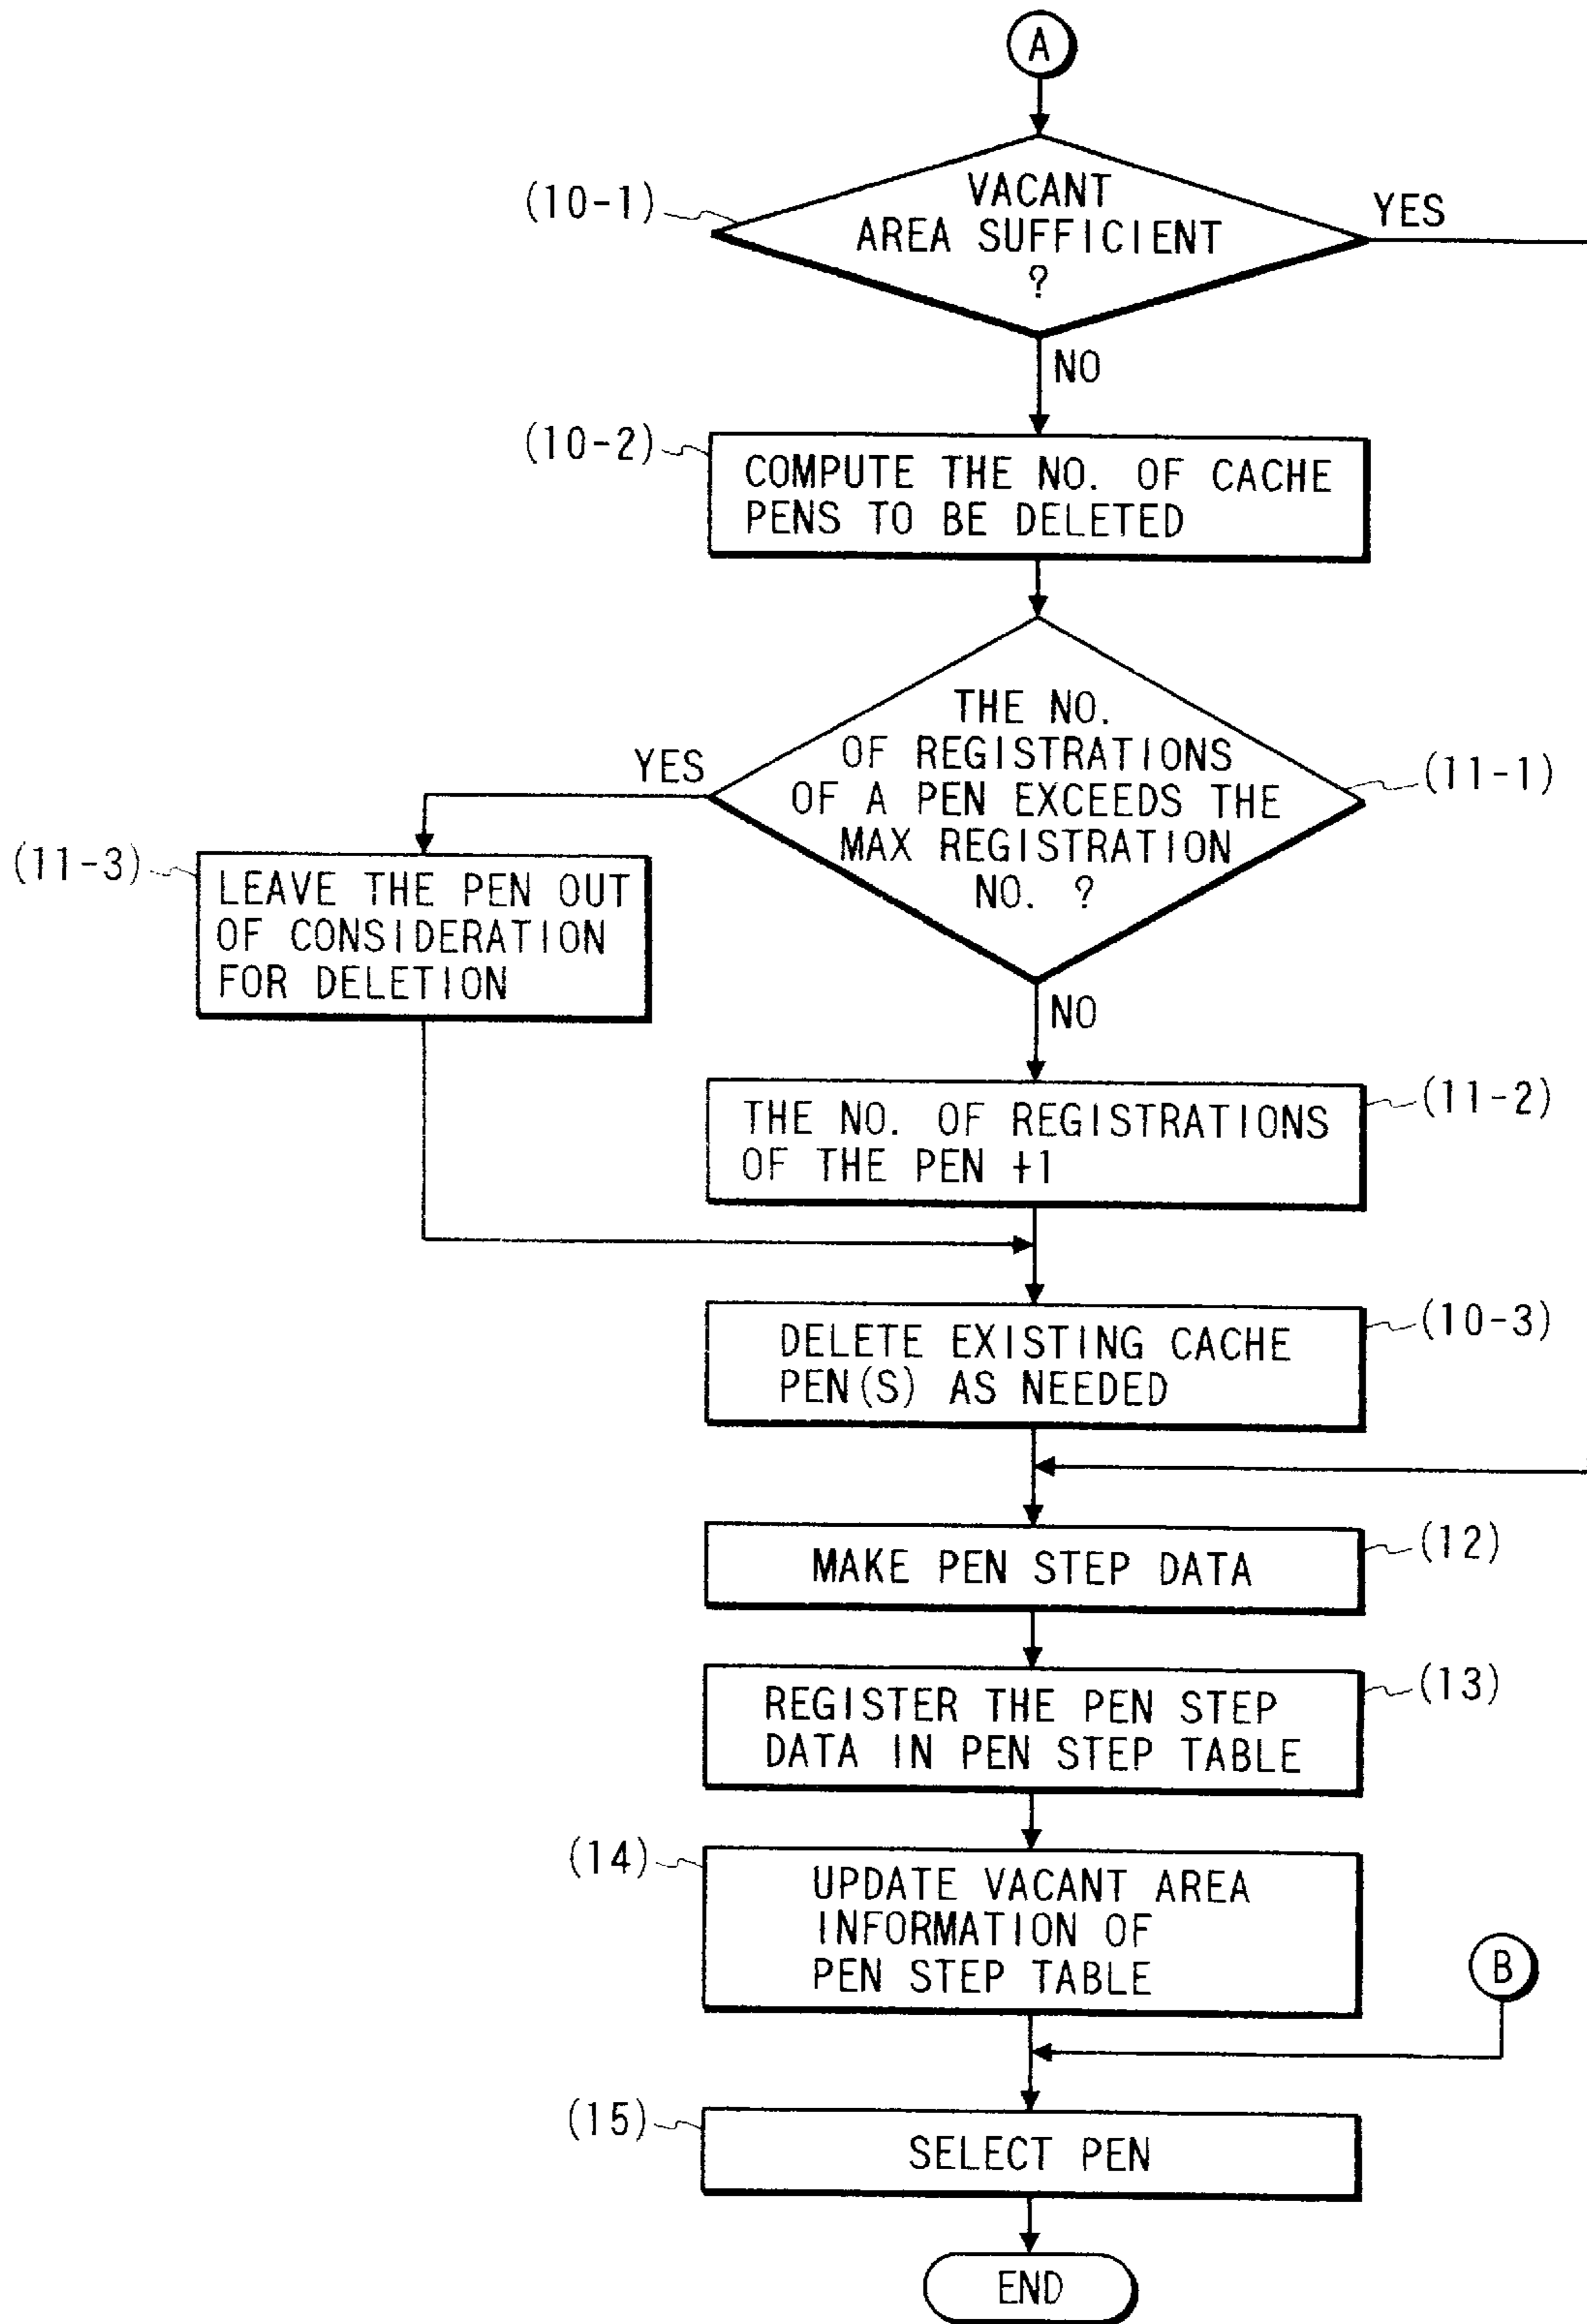 A
(10-1)
VACANT
AREA SUFFICIENT
?
YES
NO
(10-2)
COMPUTE THE NO. OF CACHE
PENS TO BE DELETED
THE NO.
OF REGISTRATIONS
OF A PEN EXCEEDS THE
MAX REGISTRATION
NO. ?
YES
(11-1)
(11-3)
LEAVE THE PEN OUT
OF CONSIDERATION
FOR DELETION
NO
(11-2)
THE NO. OF REGISTRATIONS
OF THE PEN +1
(10-3)
DELETE EXISTING CACHE
PEN(S) AS NEEDED
(12)
MAKE PEN STEP DATA
(13)
REGISTER THE PEN STEP
DATA IN PEN STEP TABLE
(14)
UPDATE VACANT AREA
INFORMATION OF
PEN STEP TABLE
B
(15)
SELECT PEN
END